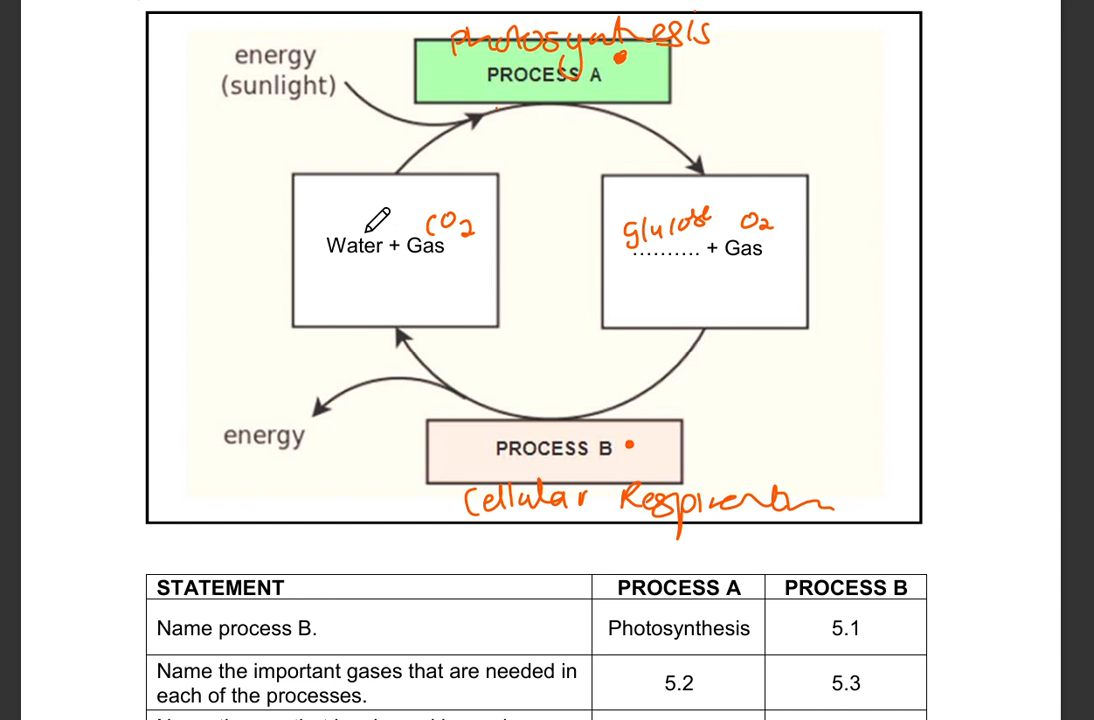 photosynthesis
energy
(sunlight)
PROCESS A
CO2
Water + Gas
glucose O2
.......... + Gas
energy
PROCESS B
Cellular Respiration
STATEMENT PROCESS A PROCESS B
Name process B. Photosynthesis 5.1
Name the important gases that are needed in
each of the processes. 5.2 5.3